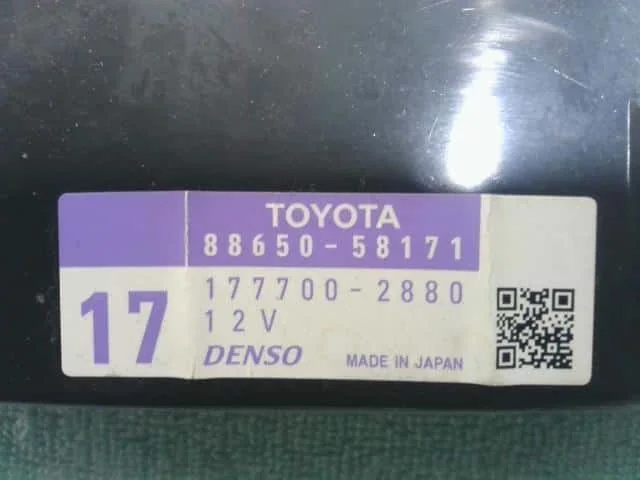 TOYOTA
88650-58171
17
177700-2880
12V
DENSO MADE IN JAPAN